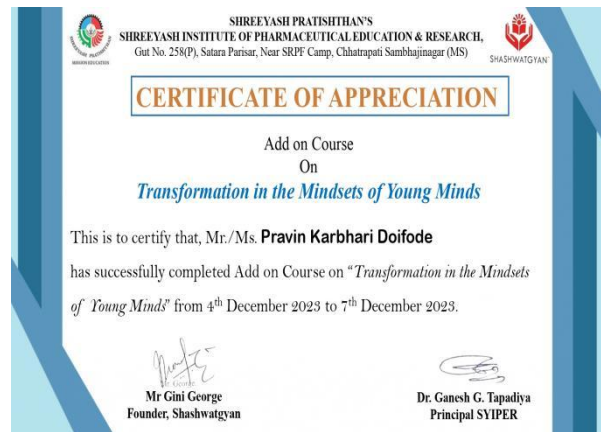 SHREEYASH PRATISHTHAN'S
SHREEYASH INSTITUTE OF PHARMACEUTICAL EDUCATION & RESEARCH,
Gut No. 258(P), Satara Parisar, Near SRPF Camp, Chhatrapati Sambhajinagar (MS)
SHASHWATGYAN
CERTIFICATE OF APPRECIATION
Add on Course
On
Transformation in the Mindsets of Young Minds
This is to certify that, Mr./Ms. Pravin Karbhari Doifode
has successfully completed Add on Course on “Transformation in the Mindsets
of Young Minds” from 4th December 2023 to 7th December 2023.
Mr Gini George
Founder, Shashwatgyan
Dr. Ganesh G. Tapadiya
Principal SYIPER